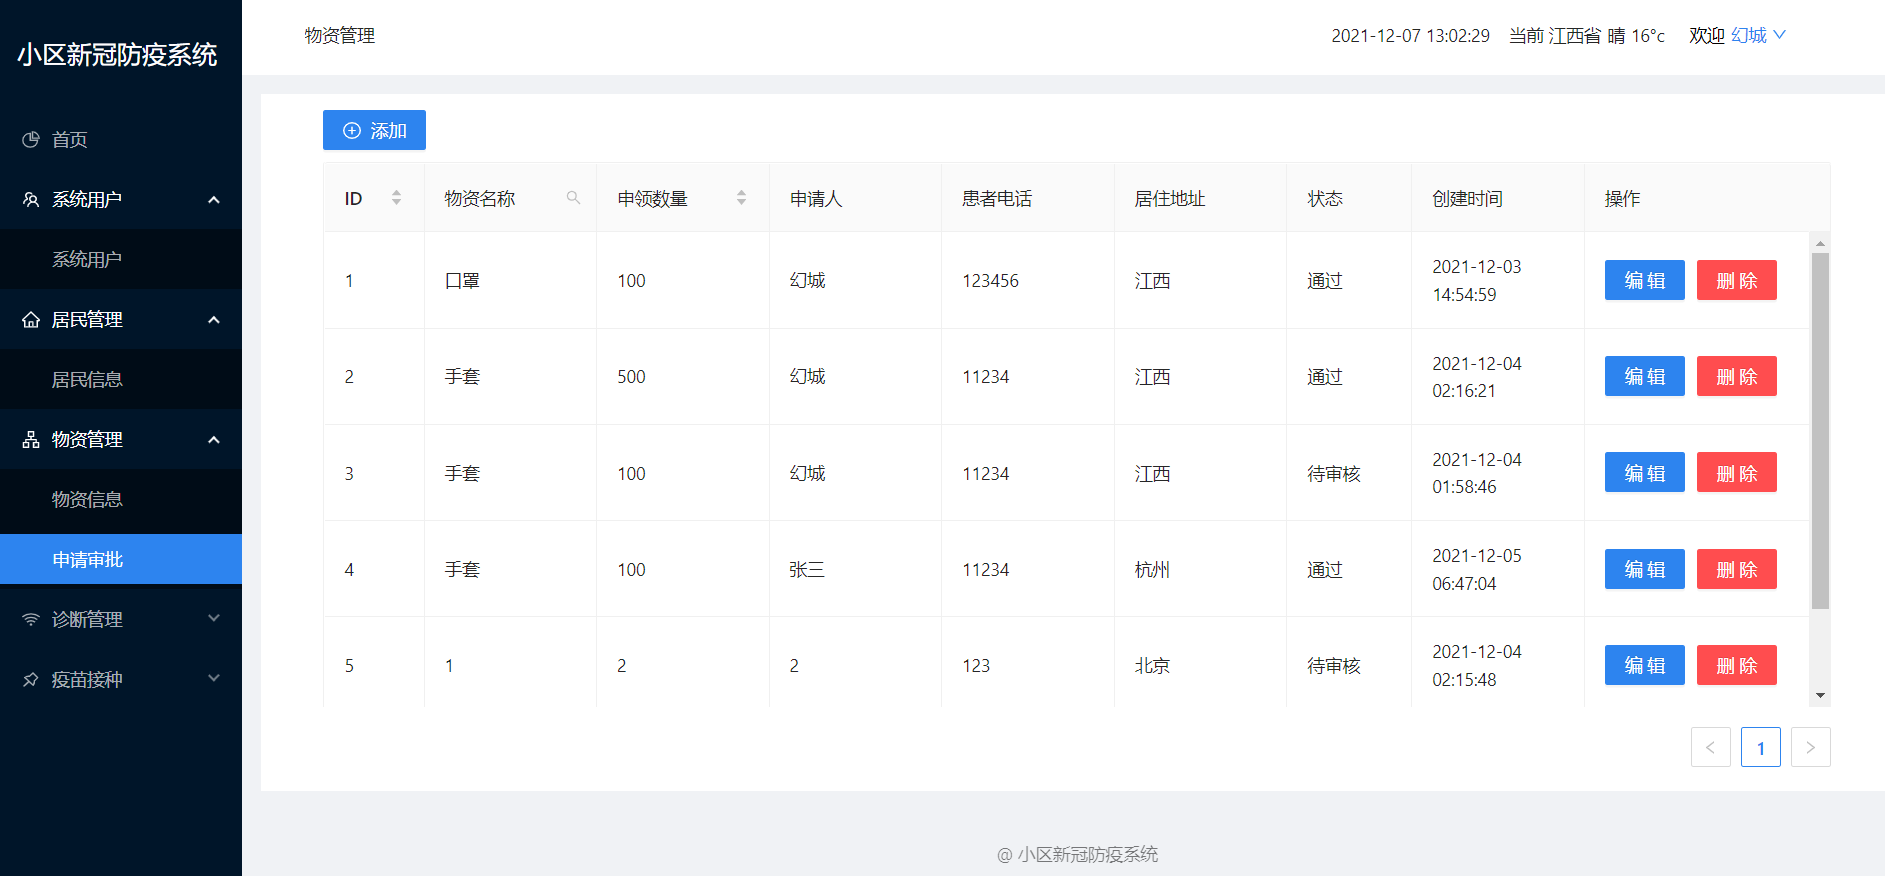 小区新冠防疫系统
首页
系统用户
系统用户
居民管理
居民信息
物资管理
物资信息
申请审批
诊断管理
疫苗接种
物资管理 2021-12-07 13:02:29 当前 江西省 晴 16°c 欢迎 幻城
添加
ID 物资名称 申领数量 申请人 患者电话 居住地址 状态 创建时间 操作
1 口罩 100 幻城 123456 江西 通过 2021-12-03 14:54:59 编辑 删除
2 手套 500 幻城 11234 江西 通过 2021-12-04 02:16:21 编辑 删除
3 手套 100 幻城 11234 江西 待审核 2021-12-04 01:58:46 编辑 删除
4 手套 100 张三 11234 杭州 通过 2021-12-05 06:47:04 编辑 删除
5 1 2 2 123 北京 待审核 2021-12-04 02:15:48 编辑 删除
1
@ 小区新冠防疫系统